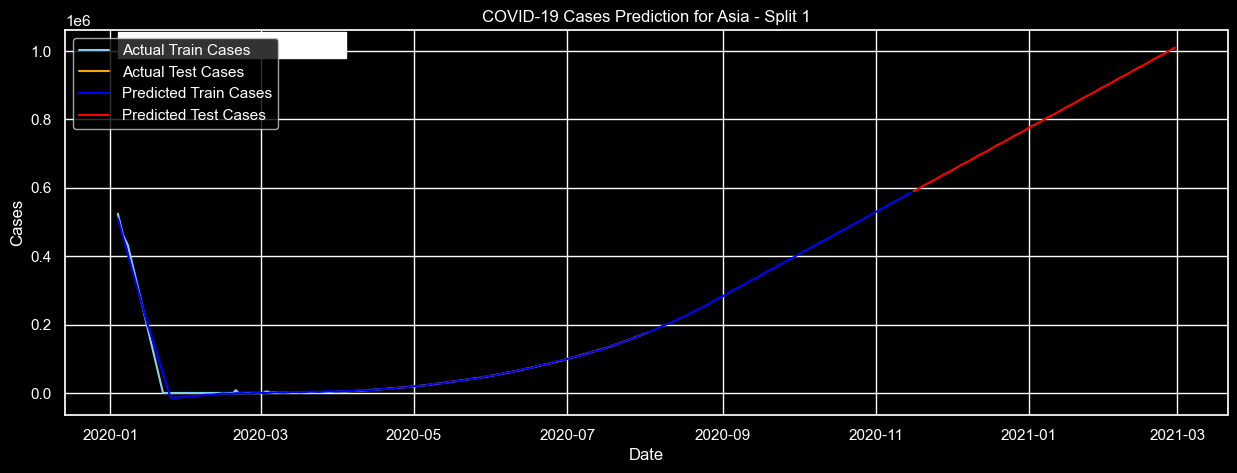 COVID-19 Cases Prediction for Asia - Split 1
1e6
Actual Train Cases
Actual Test Cases
Predicted Train Cases
Predicted Test Cases
1.0
0.8
0.6
0.4
0.2
0.0
Cases
2020-01 2020-03 2020-05 2020-07 2020-09 2020-11 2021-01 2021-03
Date